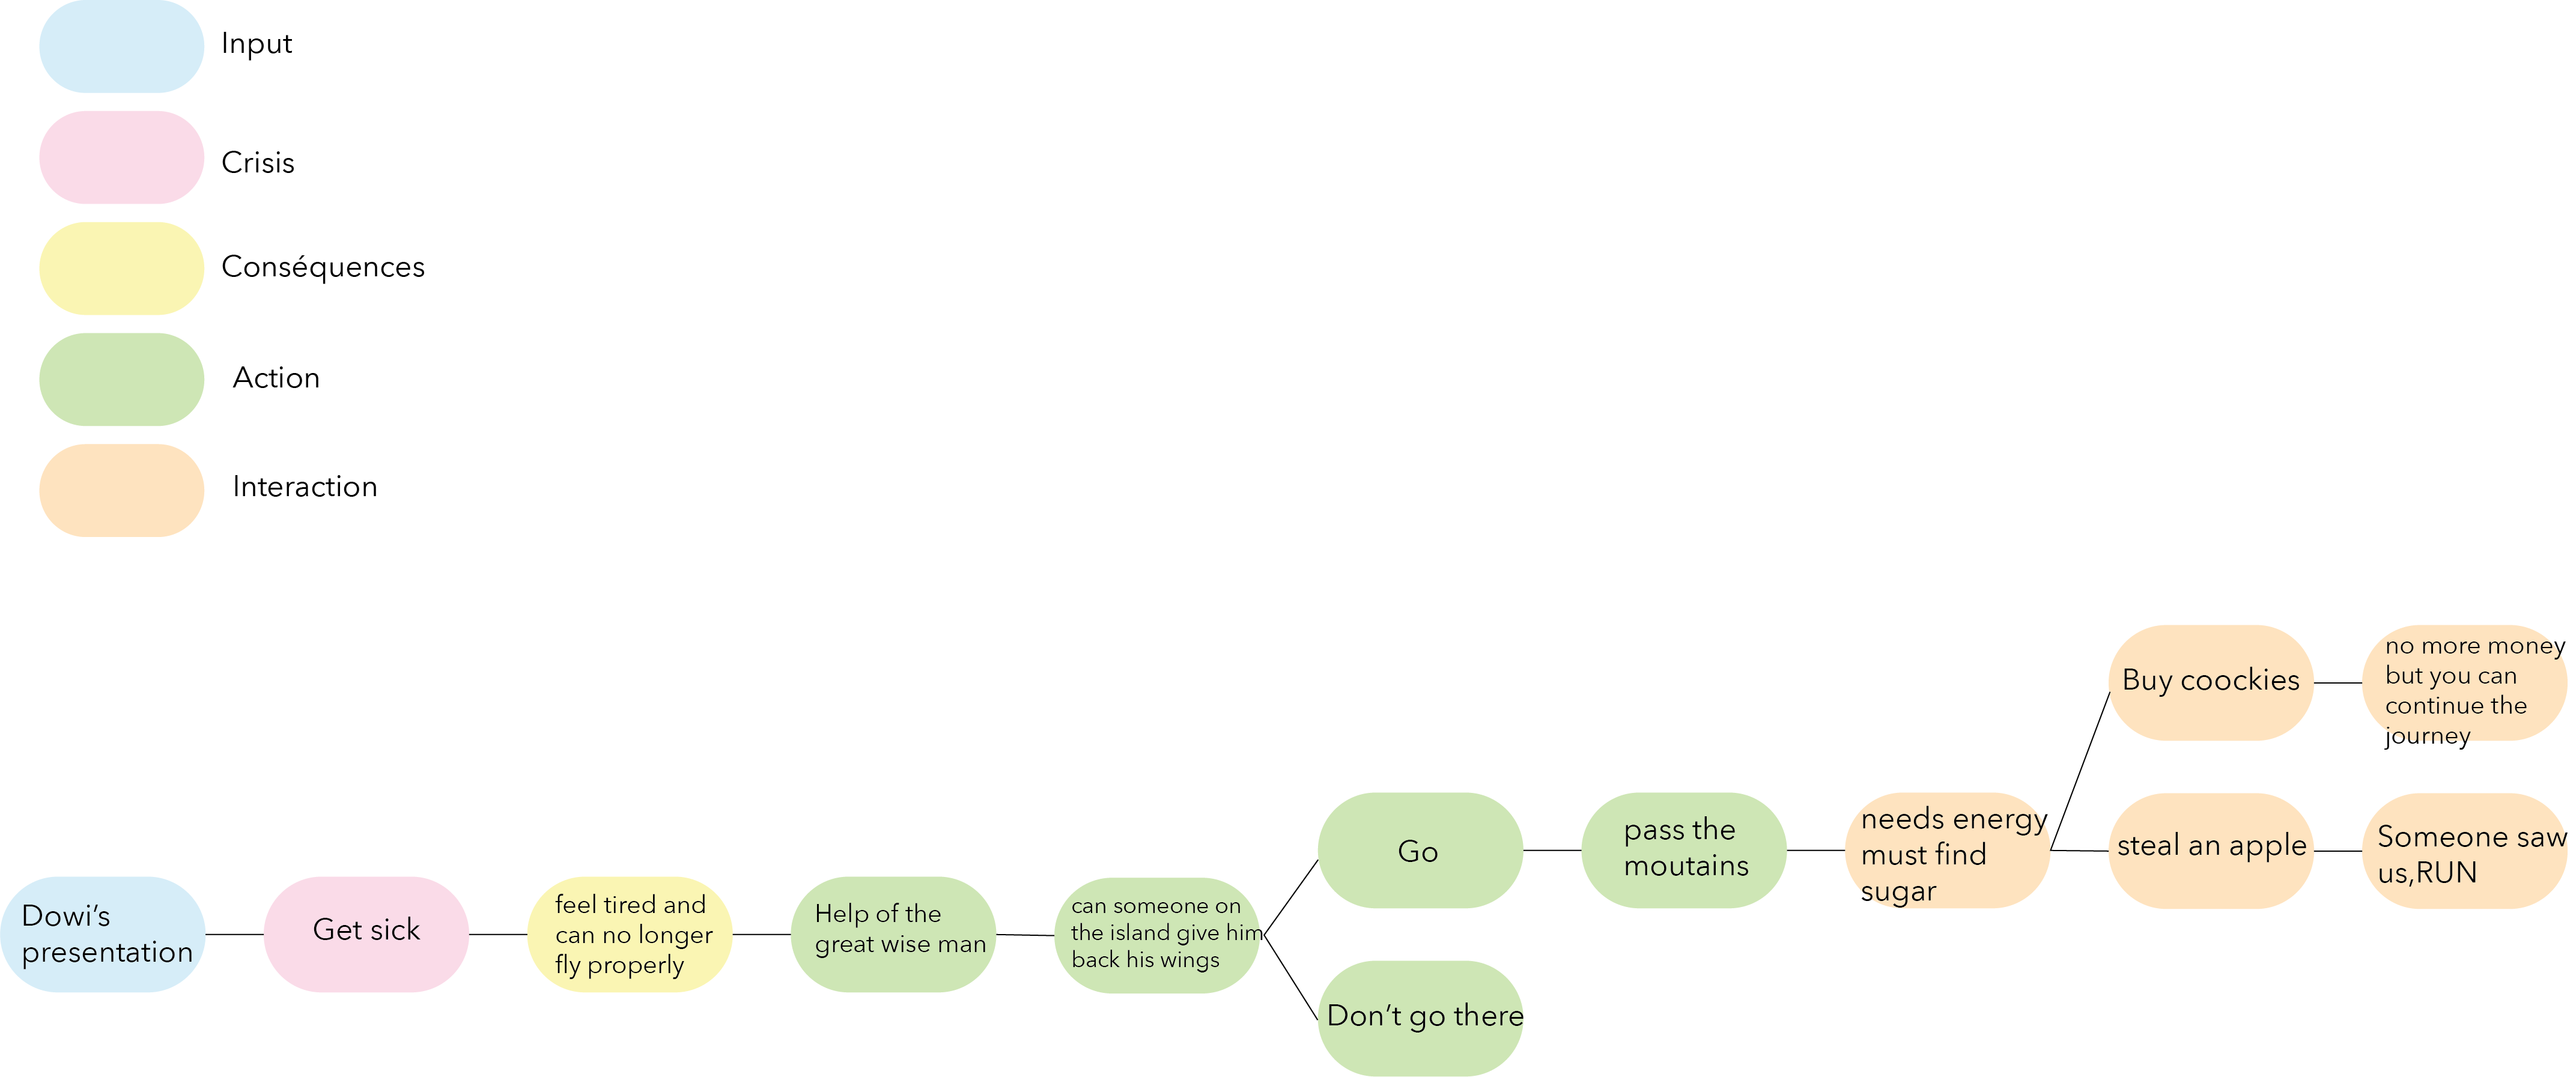 Input
Crisis
Conséquences
Action
Interaction
Dowi's
presentation
Get sick
feel tired and
can no longer
fly properly
Help of the
great wise man
can someone on
the island give him
back his wings
Go
Don't go there
pass the
moutains
needs energy
must find
sugar
Buy coockies
no more money
but you can
continue the
journey
steal an apple
Someone saw
us,RUN